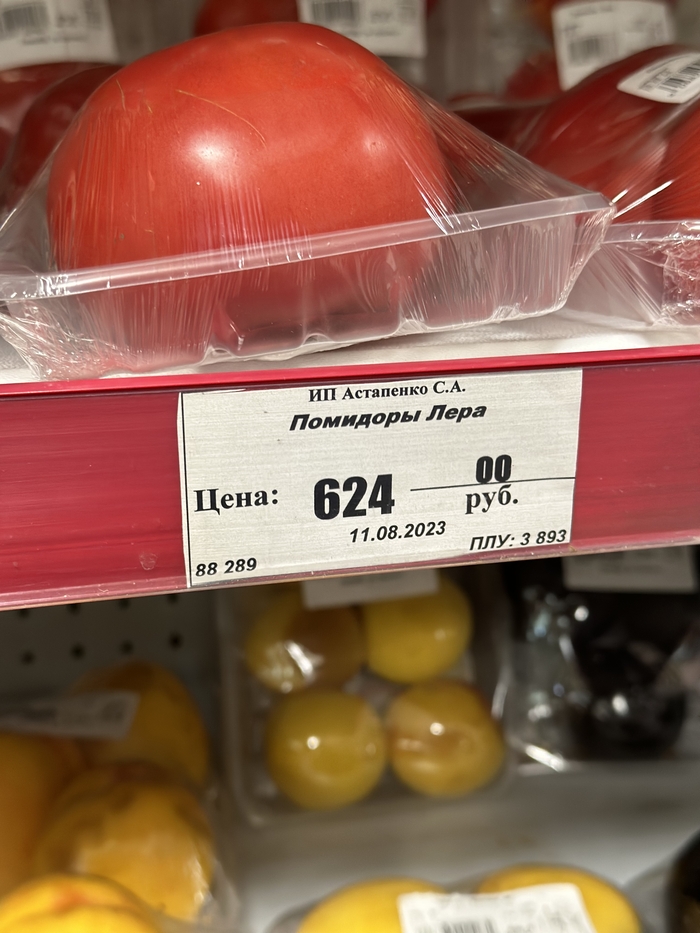 ИП Астапенко С.А.
Помидоры Лера
Цена: 624 00 руб.
11.08.2023
88 289
ПЛУ: 3 893